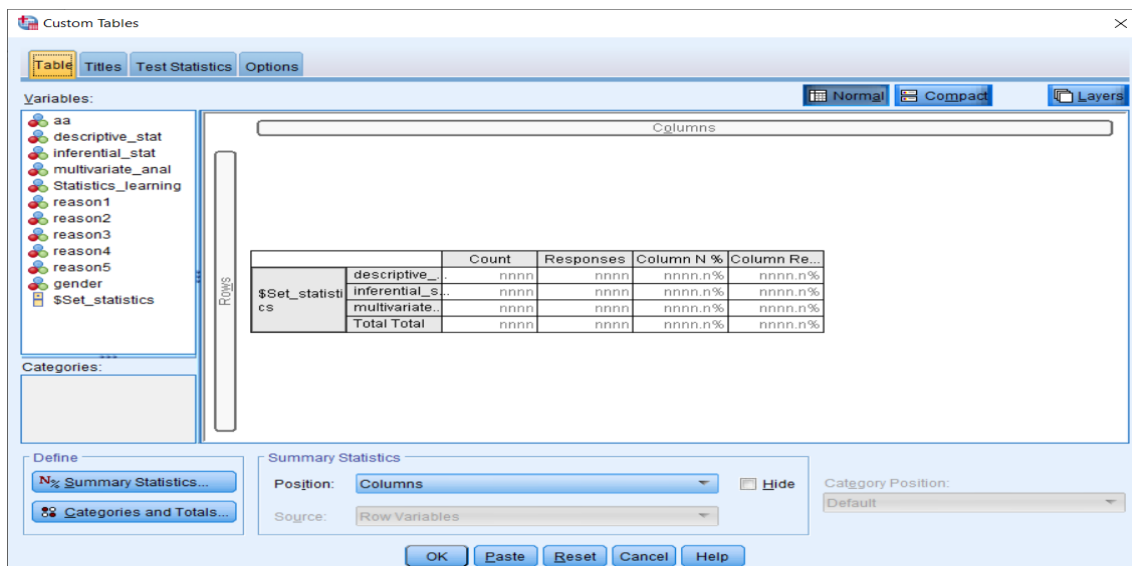 Custom Tables
Table Titles Test Statistics Options
Variables:
Normal Compact Layers
aa
descriptive_stat
inferential_stat
multivariate_anal
Statistics_learning
reason1
reason2
reason3
reason4
reason5
gender
$Set_statistics
Categories:
Columns
Rows
Count Responses Column N % Column Re...
$Set_statisti
cs
descriptive_... nnnn nnnn nnnn.n% nnnn.n%
inferential_s... nnnn nnnn nnnn.n% nnnn.n%
multivariate... nnnn nnnn nnnn.n% nnnn.n%
Total Total nnnn nnnn nnnn.n% nnnn.n%
Define
N% Summary Statistics...
Categories and Totals...
Summary Statistics
Position: Columns Hide
Source: Row Variables
Category Position:
Default
OK Paste Reset Cancel Help